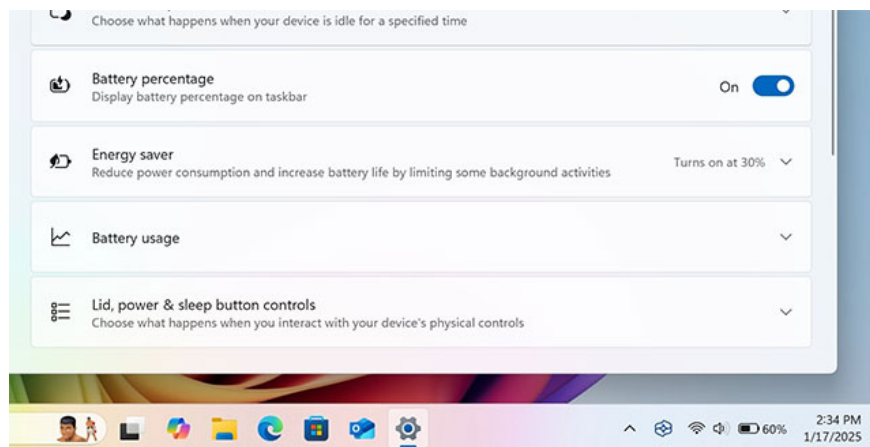 Choose what happens when your device is idle for a specified time
Battery percentage
Display battery percentage on taskbar
On
Energy saver
Reduce power consumption and increase battery life by limiting some background activities
Turns on at 30%
Battery usage
Lid, power & sleep button controls
Choose what happens when you interact with your device's physical controls
60%
2:34 PM
1/17/2025